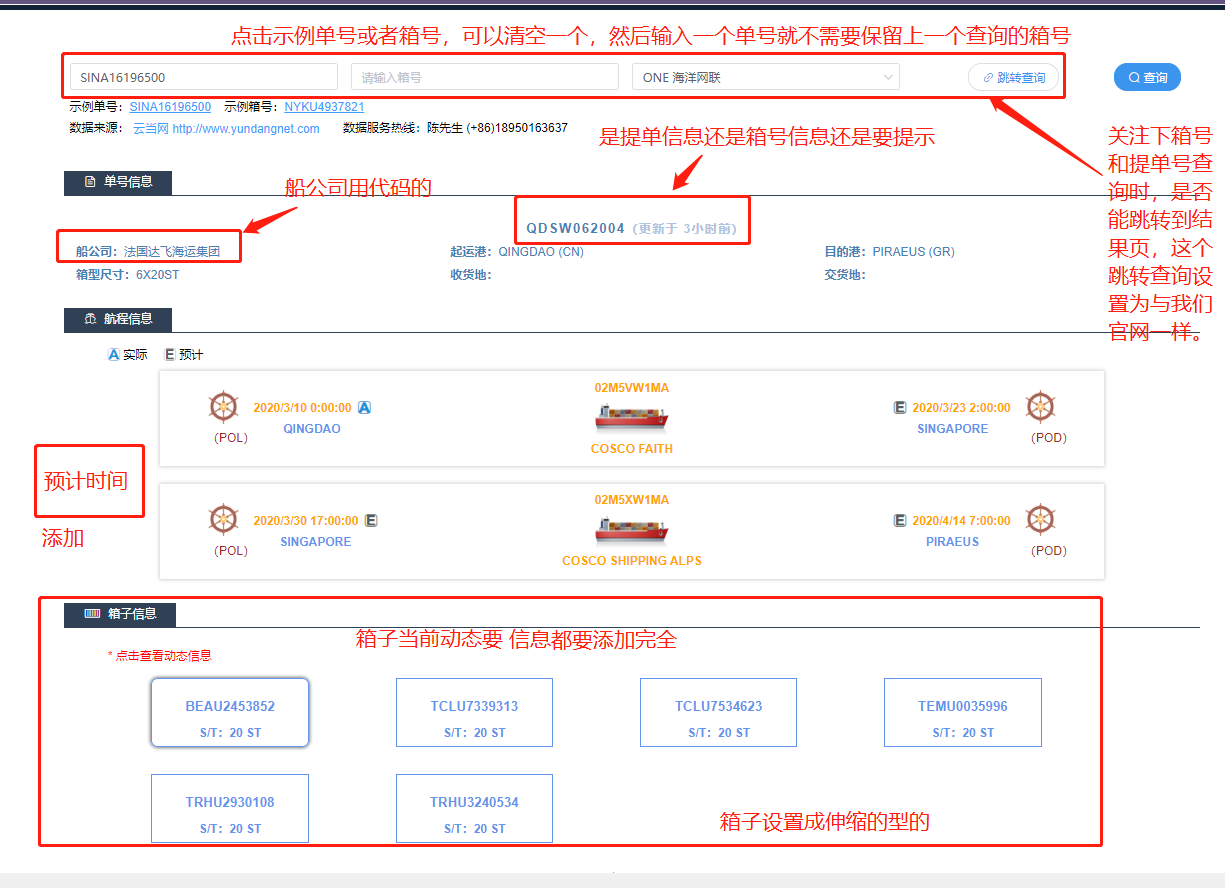 点击示例单号或者箱号，可以清空一个，然后输入一个单号就不需要保留上一个查询的箱号
SINA16196500 请输入箱号 ONE 海洋网联 跳转查询 查询
示例单号：SINA16196500 示例箱号：NYKU4937821
数据来源： 云当网 http://www.yundangnet.com 数据服务热线：陈先生 (+86)18950163637
是提单信息还是箱号信息还是要提示
关注下箱号
和提单号查
询时，是否
能跳转到结
果页，这个
跳转查询设
置为与我们
官网一样。
单号信息
船公司用代码的
QDSW062004 (更新于 3小时前)
船公司：法国达飞海运集团 起运港：QINGDAO (CN) 目的港：PIRAEUS (GR)
箱型尺寸：6X20ST 收货地： 交货地：
航程信息
A 实际 E 预计
02M5VW1MA
2020/3/10 0:00:00 A E 2020/3/23 2:00:00
(POL) QINGDAO SINGAPORE (POD)
COSCO FAITH
预计时间
添加
02M5XW1MA
2020/3/30 17:00:00 E E 2020/4/14 7:00:00
(POL) SINGAPORE PIRAEUS (POD)
COSCO SHIPPING ALPS
箱子信息
箱子当前动态要 信息都要添加完全
* 点击查看动态信息
BEAU2453852 TCLU7339313 TCLU7534623 TEMU0035996
S/T：20 ST S/T：20 ST S/T：20 ST S/T：20 ST
TRHU2930108 TRHU3240534
S/T：20 ST S/T：20 ST
箱子设置成伸缩的型的